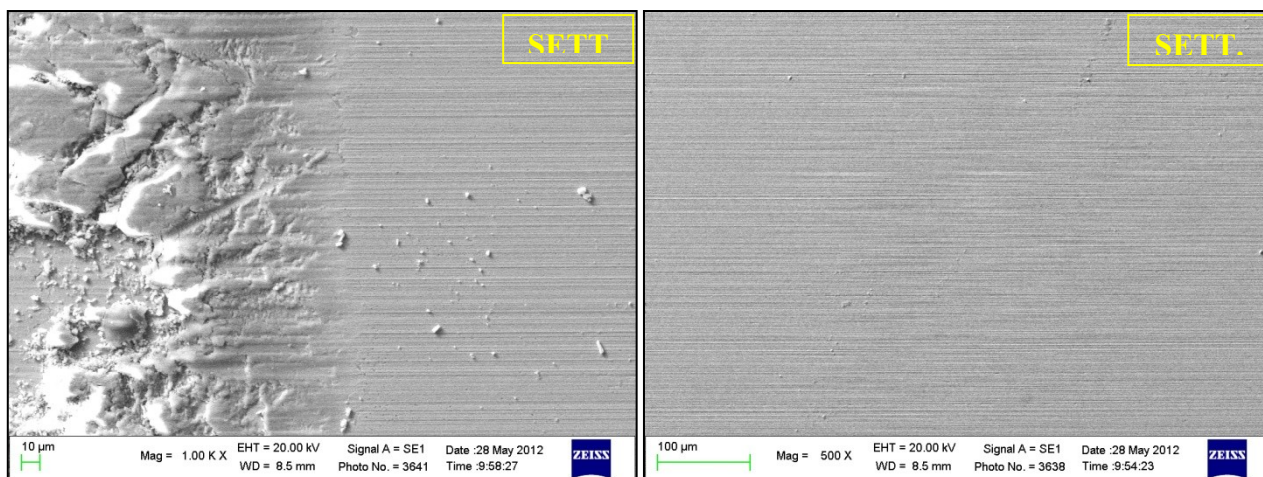 SETT
10 µm
Mag = 1.00 K X
EHT = 20.00 kV
WD = 8.5 mm
Signal A = SE1
Photo No. = 3641
Date :28 May 2012
Time :9:58:27
ZEISS
SETT.
100 µm
Mag = 500 X
EHT = 20.00 kV
WD = 8.5 mm
Signal A = SE1
Photo No. = 3638
Date :28 May 2012
Time :9:54:23
ZEISS